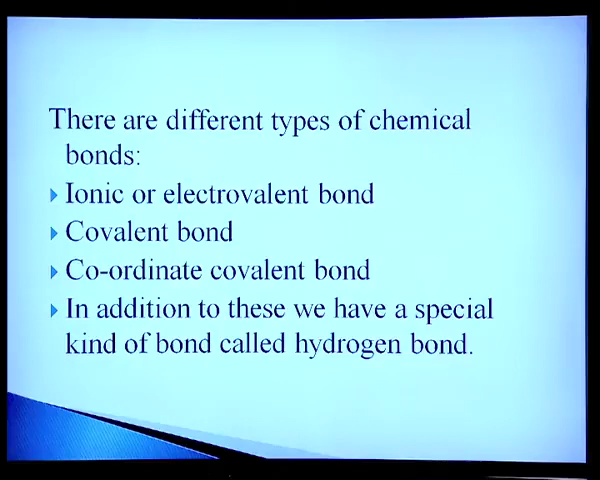 There are different types of chemical
bonds:
Ionic or electrovalent bond
Covalent bond
Co-ordinate covalent bond
In addition to these we have a special
kind of bond called hydrogen bond.